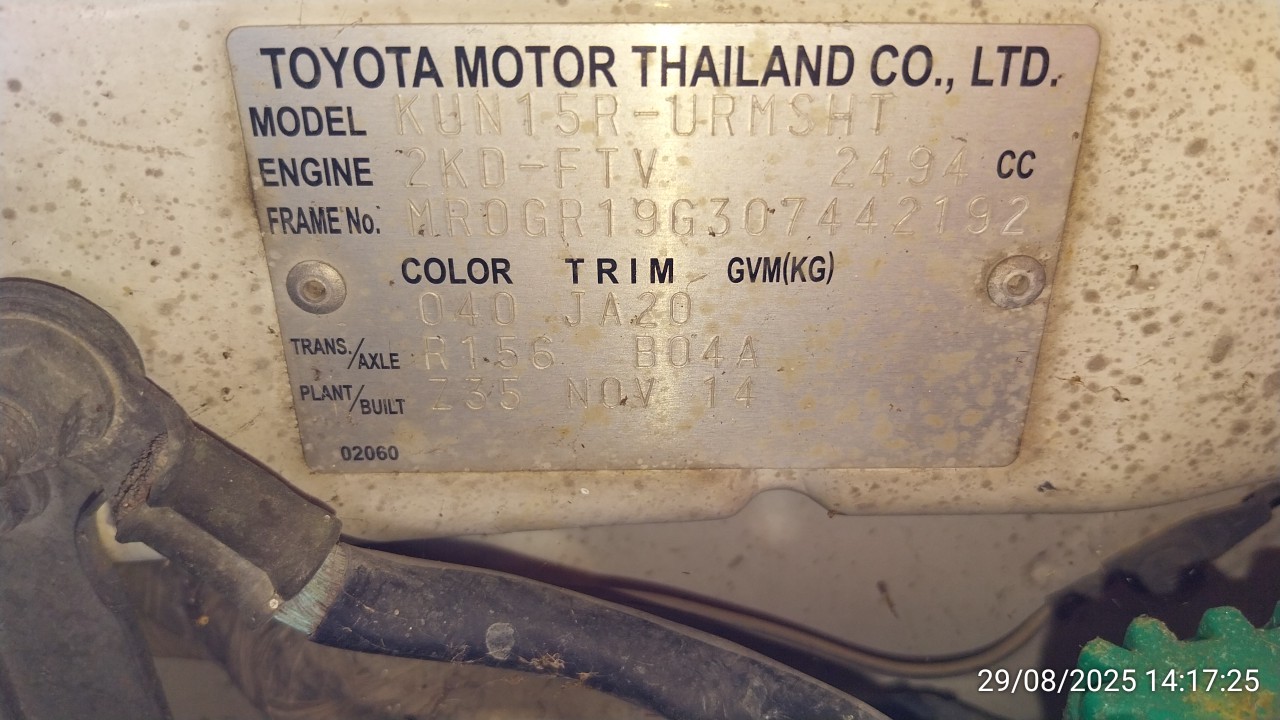 TOYOTA MOTOR THAILAND CO., LTD.
MODEL KUN15R-URMSHT
ENGINE 2KD-FTV 2494 CC
FRAME No. MR0GR19G307442192
COLOR TRIM GVM(KG)
040 JA20
TRANS./AXLE R156 B04A
PLANT/BUILT Z35 NOV 14
02060
29/08/2025 14:17:25